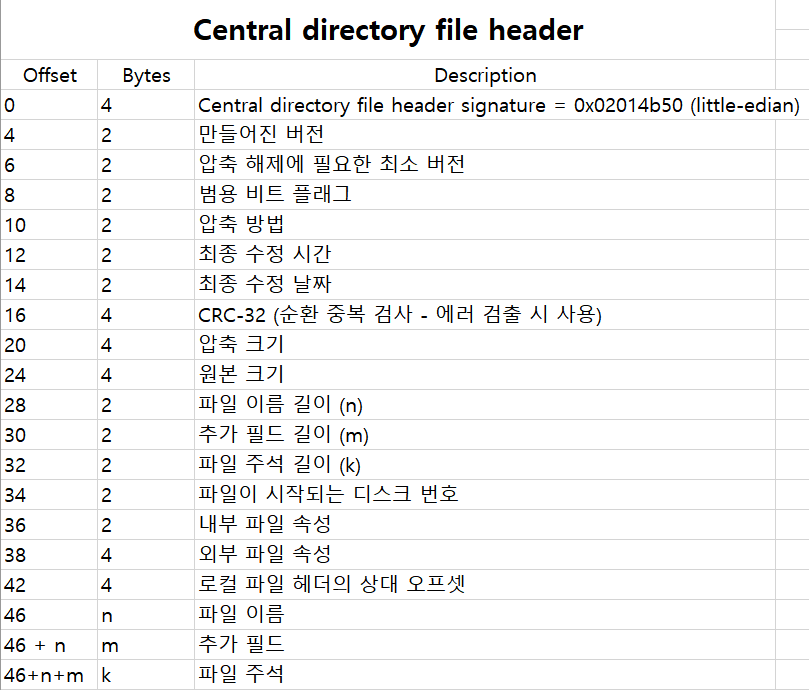 Central directory file header
Offset Bytes Description
0 4 Central directory file header signature = 0x02014b50 (little-edian)
4 2 만들어진 버전
6 2 압축 해제에 필요한 최소 버전
8 2 범용 비트 플래그
10 2 압축 방법
12 2 최종 수정 시간
14 2 최종 수정 날짜
16 4 CRC-32 (순환 중복 검사 - 에러 검출 시 사용)
20 4 압축 크기
24 4 원본 크기
28 2 파일 이름 길이 (n)
30 2 추가 필드 길이 (m)
32 2 파일 주석 길이 (k)
34 2 파일이 시작되는 디스크 번호
36 2 내부 파일 속성
38 4 외부 파일 속성
42 4 로컬 파일 헤더의 상대 오프셋
46 n 파일 이름
46 + n m 추가 필드
46+n+m k 파일 주석